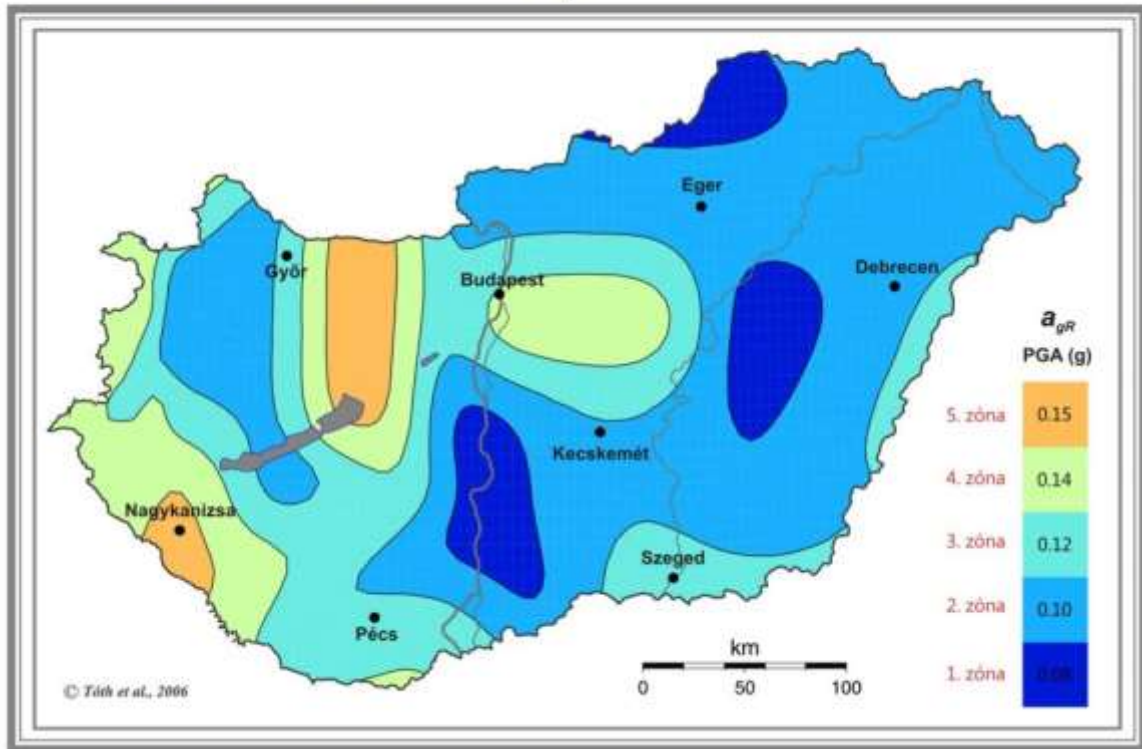 Eger
Debrecen
Győr
Budapest
Kecskemét
Nagykanizsa
Szeged
Pécs
a_gR
PGA (g)
5. zóna 0.15
4. zóna 0.14
3. zóna 0.12
2. zóna 0.10
1. zóna 0.08
km
0 50 100
© Tóth et al., 2006